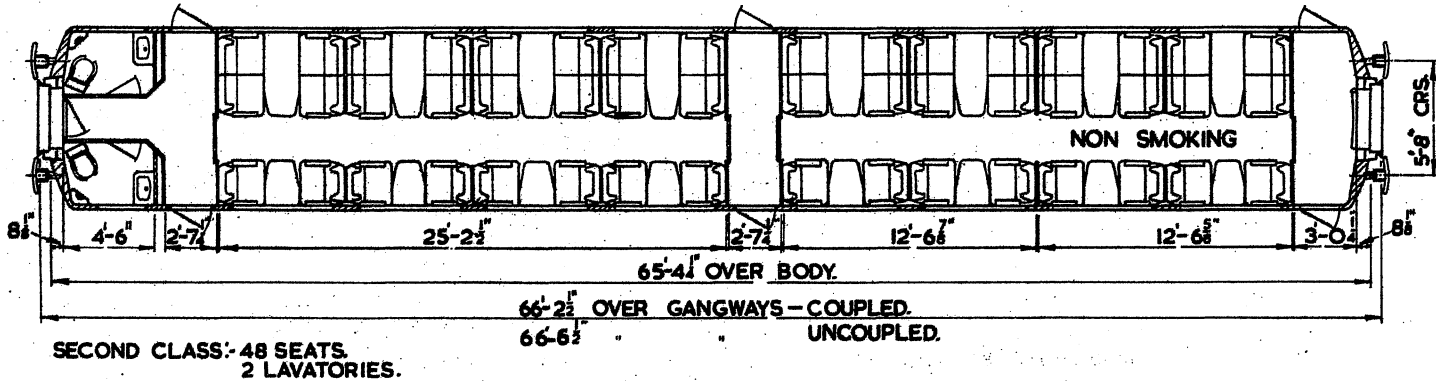 NON SMOKING
5'-8" CRS.
8⅛" 4'-6" 2'-7¼" 25'-2½" 2'-7¼" 12'-6⅞" 12'-6⅝" 3'-0¼" 8⅛"
65'-4¼" OVER BODY.
66'-2½" OVER GANGWAYS - COUPLED.
66'-6½" " " UNCOUPLED.
SECOND CLASS:- 48 SEATS.
2 LAVATORIES.